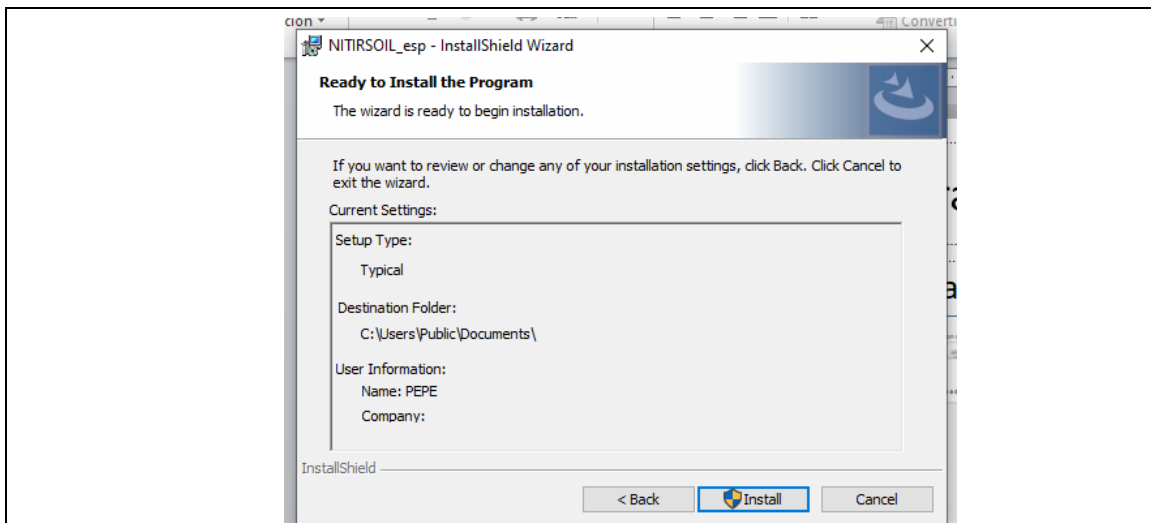 ción
Converti
NITIRSOIL_esp - InstallShield Wizard
Ready to Install the Program
The wizard is ready to begin installation.
If you want to review or change any of your installation settings, click Back. Click Cancel to
exit the wizard.
Current Settings:
Setup Type:
Typical
Destination Folder:
C:\Users\Public\Documents\
User Information:
Name: PEPE
Company:
InstallShield
< Back
Install
Cancel